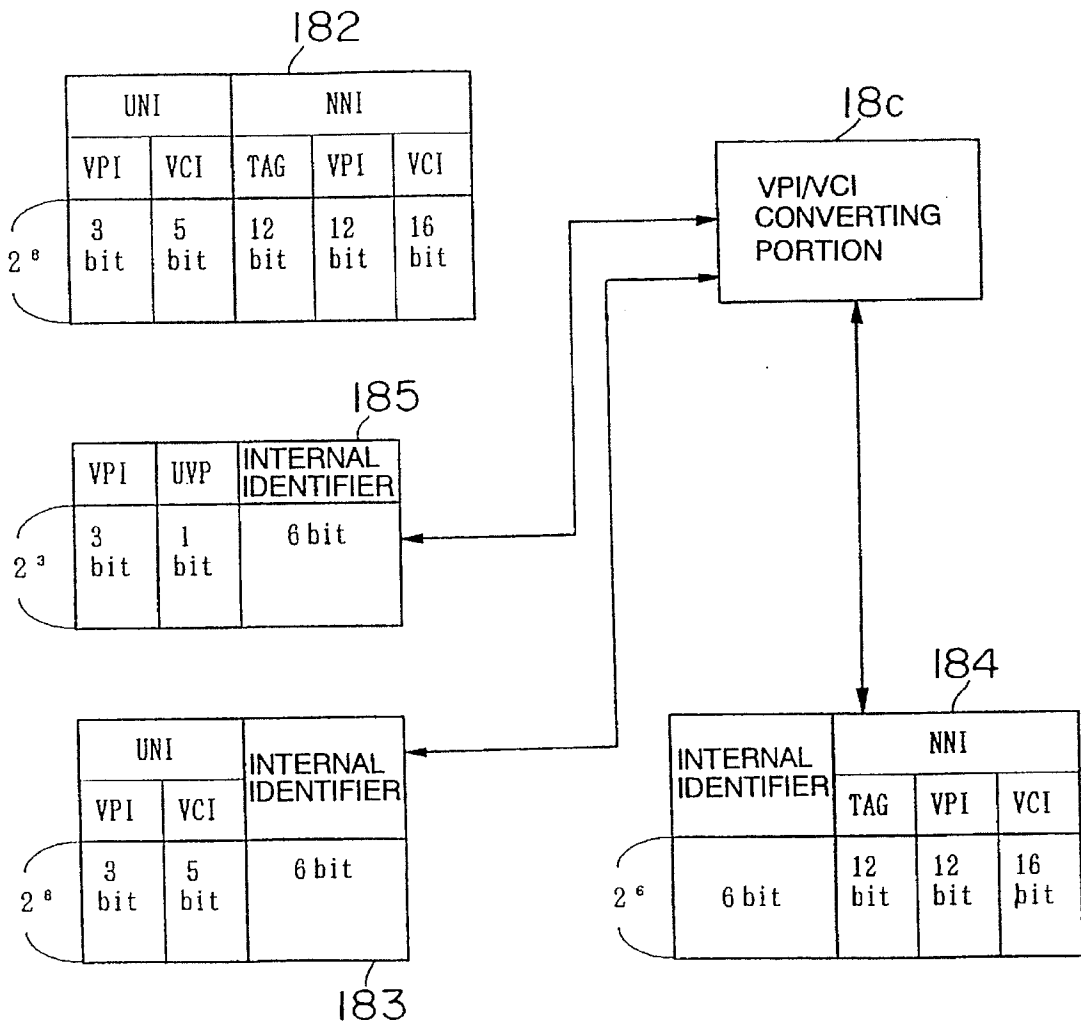 182
UNI NNI
VPI VCI TAG VPI VCI
3 bit 5 bit 12 bit 12 bit 16 bit
2⁸
18c
VPI/VCI
CONVERTING
PORTION
185
VPI UVP INTERNAL IDENTIFIER
3 bit 1 bit 6 bit
2³
183
UNI INTERNAL IDENTIFIER
VPI VCI
3 bit 5 bit 6 bit
2⁸
184
INTERNAL IDENTIFIER NNI
TAG VPI VCI
6 bit 12 bit 12 bit 16 bit
2⁶